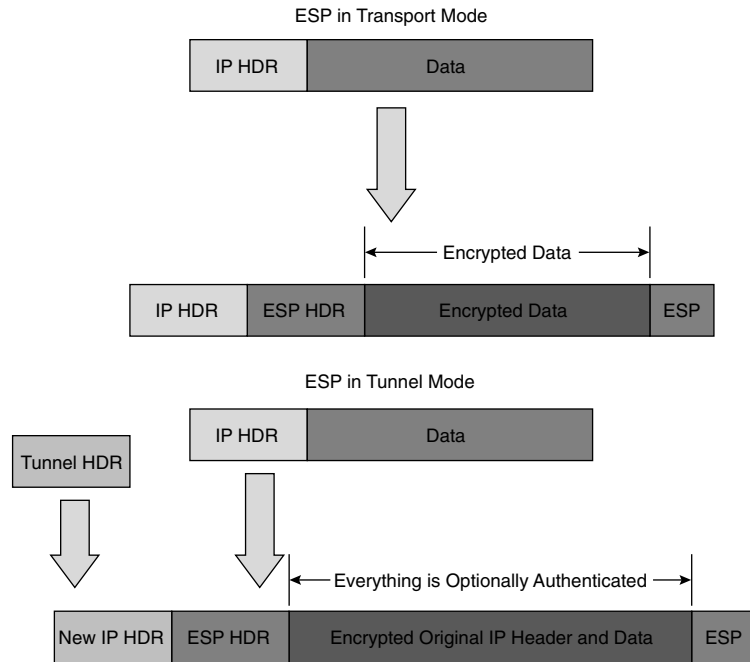 ESP in Transport Mode
IP HDR Data
Encrypted Data
IP HDR ESP HDR Encrypted Data ESP
ESP in Tunnel Mode
IP HDR Data
Tunnel HDR
Everything is Optionally Authenticated
New IP HDR ESP HDR Encrypted Original IP Header and Data ESP